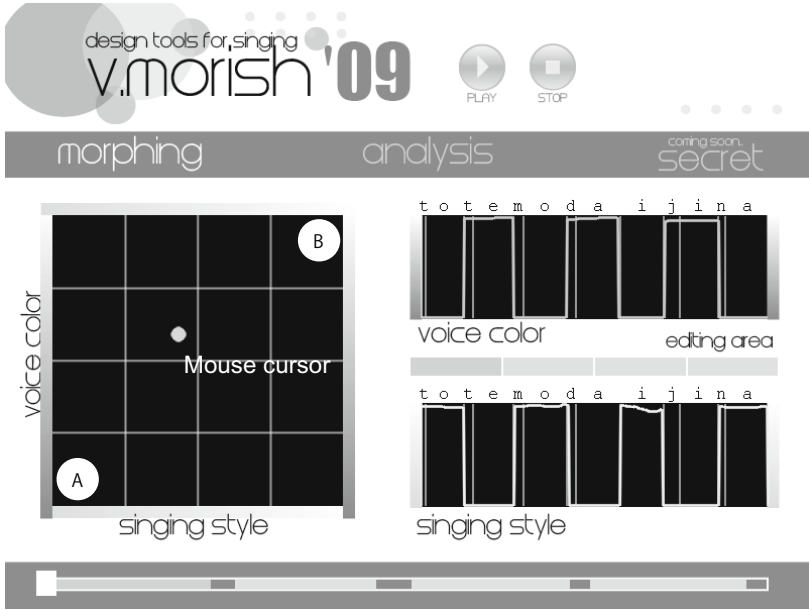 design tools for singing
v.morish '09
PLAY
STOP
morphing
analysis
coming soon..
secret
B
Mouse cursor
A
voice color
singing style
t o t e m o d a i j i n a
voice color
editing area
t o t e m o d a i j i n a
singing style